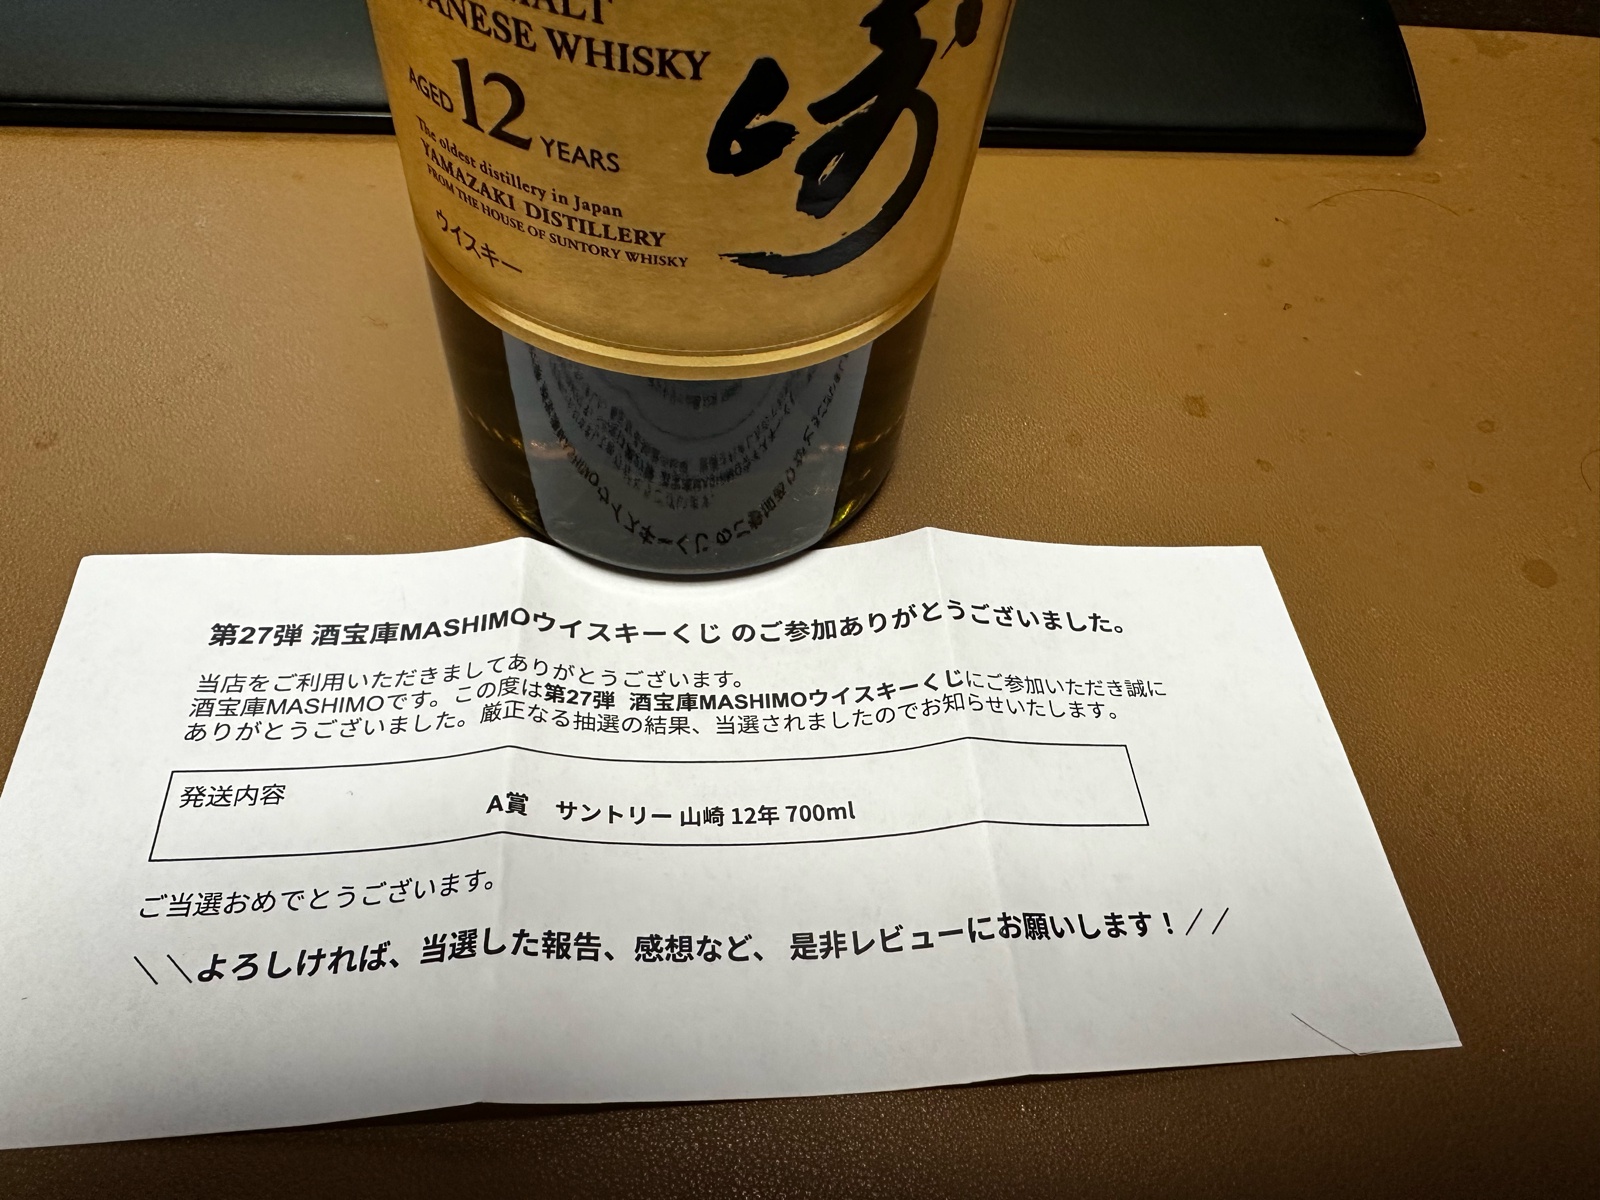 MALT
JAPANESE WHISKY
AGED 12 YEARS
The oldest distillery in Japan
YAMAZAKI DISTILLERY
FROM THE HOUSE OF SUNTORY WHISKY
ウイスキー
崎
第27弾 酒宝庫MASHIMOウイスキーくじ のご参加ありがとうございました。
当店をご利用いただきましてありがとうございます。
酒宝庫MASHIMOです。この度は第27弾 酒宝庫MASHIMOウイスキーくじにご参加いただき誠に
ありがとうございました。厳正なる抽選の結果、当選されましたのでお知らせいたします。
発送内容
A賞 サントリー 山崎 12年 700ml
ご当選おめでとうございます。
\\よろしければ、当選した報告、感想など、是非レビューにお願いします！//